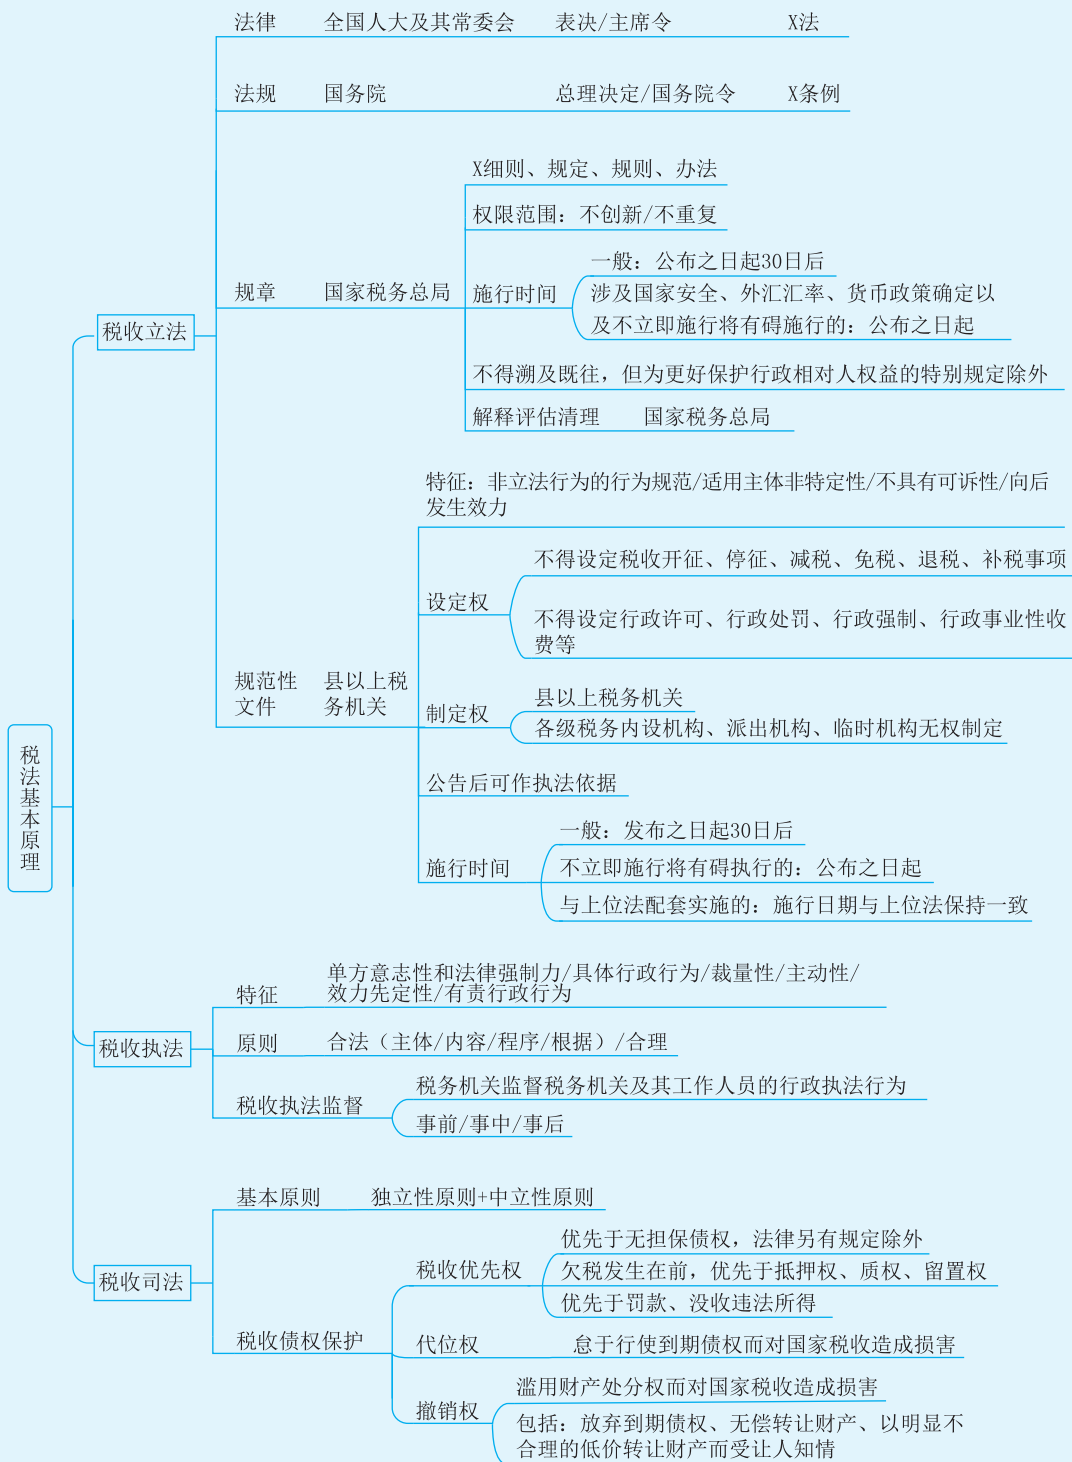 税法基本原理
税收立法
法律 全国人大及其常委会 表决/主席令 X法
法规 国务院 总理决定/国务院令 X条例
规章 国家税务总局
X细则、规定、规则、办法
权限范围：不创新/不重复
施行时间
一般：公布之日起30日后
涉及国家安全、外汇汇率、货币政策确定以
及不立即施行将有碍施行的：公布之日起
不得溯及既往，但为更好保护行政相对人权益的特别规定除外
解释评估清理 国家税务总局
规范性
文件
县以上税
务机关
特征：非立法行为的行为规范/适用主体非特定性/不具有可诉性/向后
发生效力
设定权
不得设定税收开征、停征、减税、免税、退税、补税事项
不得设定行政许可、行政处罚、行政强制、行政事业性收
费等
制定权
县以上税务机关
各级税务内设机构、派出机构、临时机构无权制定
公告后可作执法依据
施行时间
一般：发布之日起30日后
不立即施行将有碍执行的：公布之日起
与上位法配套实施的：施行日期与上位法保持一致
税收执法
特征
单方意志性和法律强制力/具体行政行为/裁量性/主动性/
效力先定性/有责行政行为
原则 合法（主体/内容/程序/根据）/合理
税收执法监督
税务机关监督税务机关及其工作人员的行政执法行为
事前/事中/事后
税收司法
基本原则 独立性原则+中立性原则
税收债权保护
税收优先权
优先于无担保债权，法律另有规定除外
欠税发生在前，优先于抵押权、质权、留置权
优先于罚款、没收违法所得
代位权 怠于行使到期债权而对国家税收造成损害
撤销权
滥用财产处分权而对国家税收造成损害
包括：放弃到期债权、无偿转让财产、以明显不
合理的低价转让财产而受让人知情